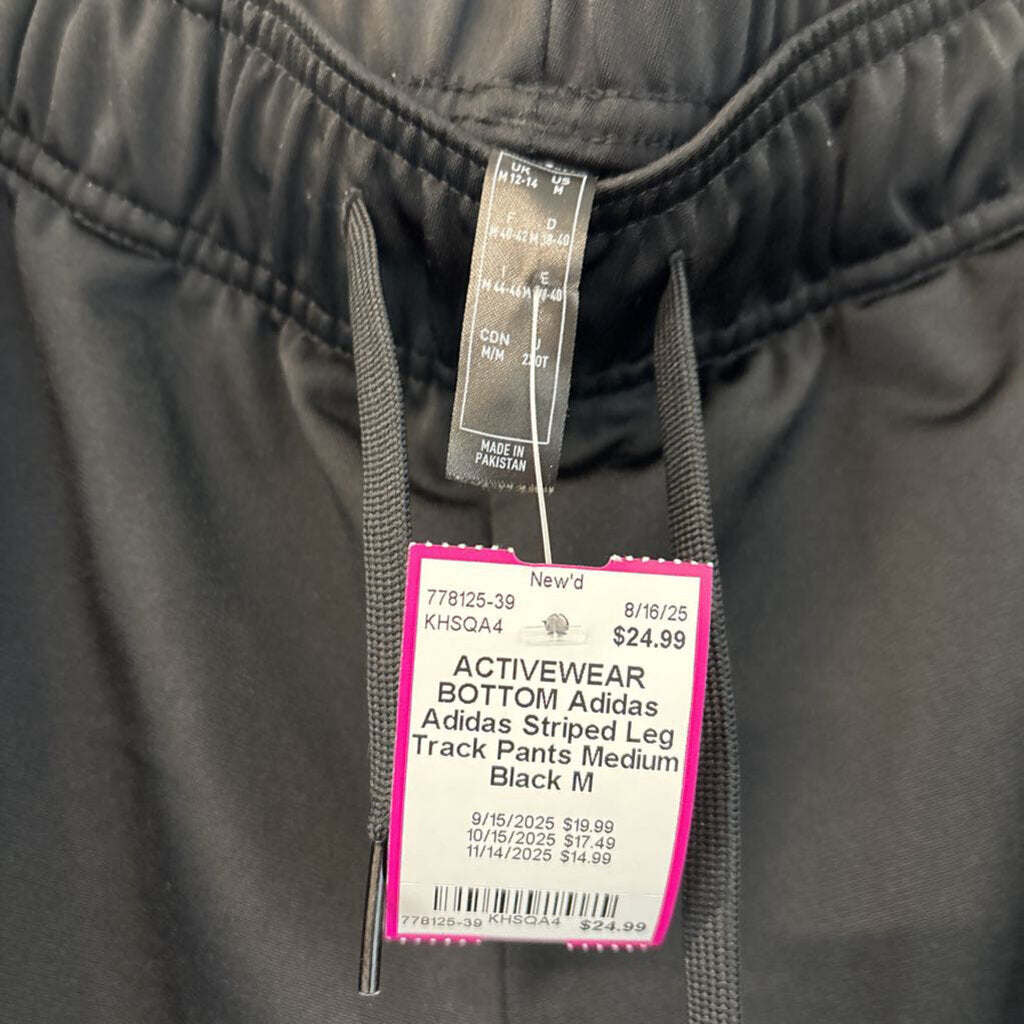 UK US
M 12-14 M
F D
M 40-42 M 38-40
I E
M 44-46 M
CDN J
M/M
MADE IN
PAKISTAN
New'd
778125-39 8/16/25
KHSQA4 $24.99
ACTIVEWEAR
BOTTOM Adidas
Adidas Striped Leg
Track Pants Medium
Black M
9/15/2025 $19.99
10/15/2025 $17.49
11/14/2025 $14.99
778125-39 KHSQA4 $24.99